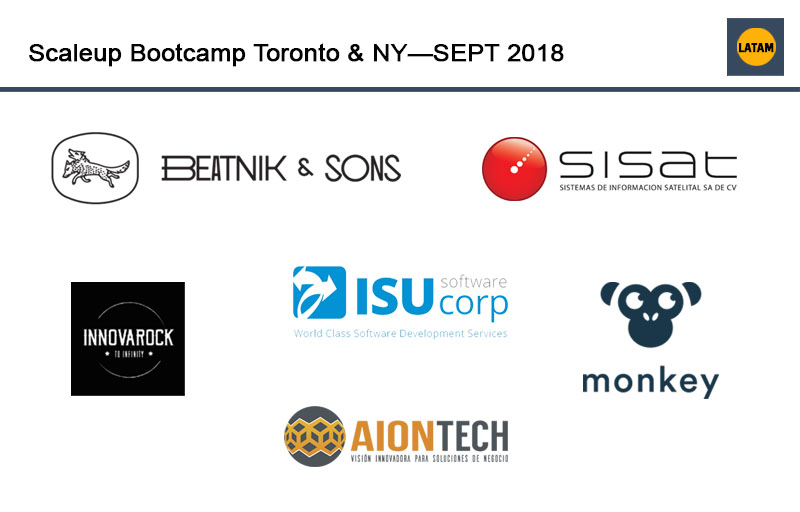 Scaleup Bootcamp Toronto & NY—SEPT 2018
LATAM
BEATNIK & SONS
sisat
SISTEMAS DE INFORMACION SATELITAL SA DE CV
INNOVAROCK
TO INFINITY
ISU software corp
World Class Software Development Services
monkey
AIONTECH
VISIÓN INNOVADORA PARA SOLUCIONES DE NEGOCIO